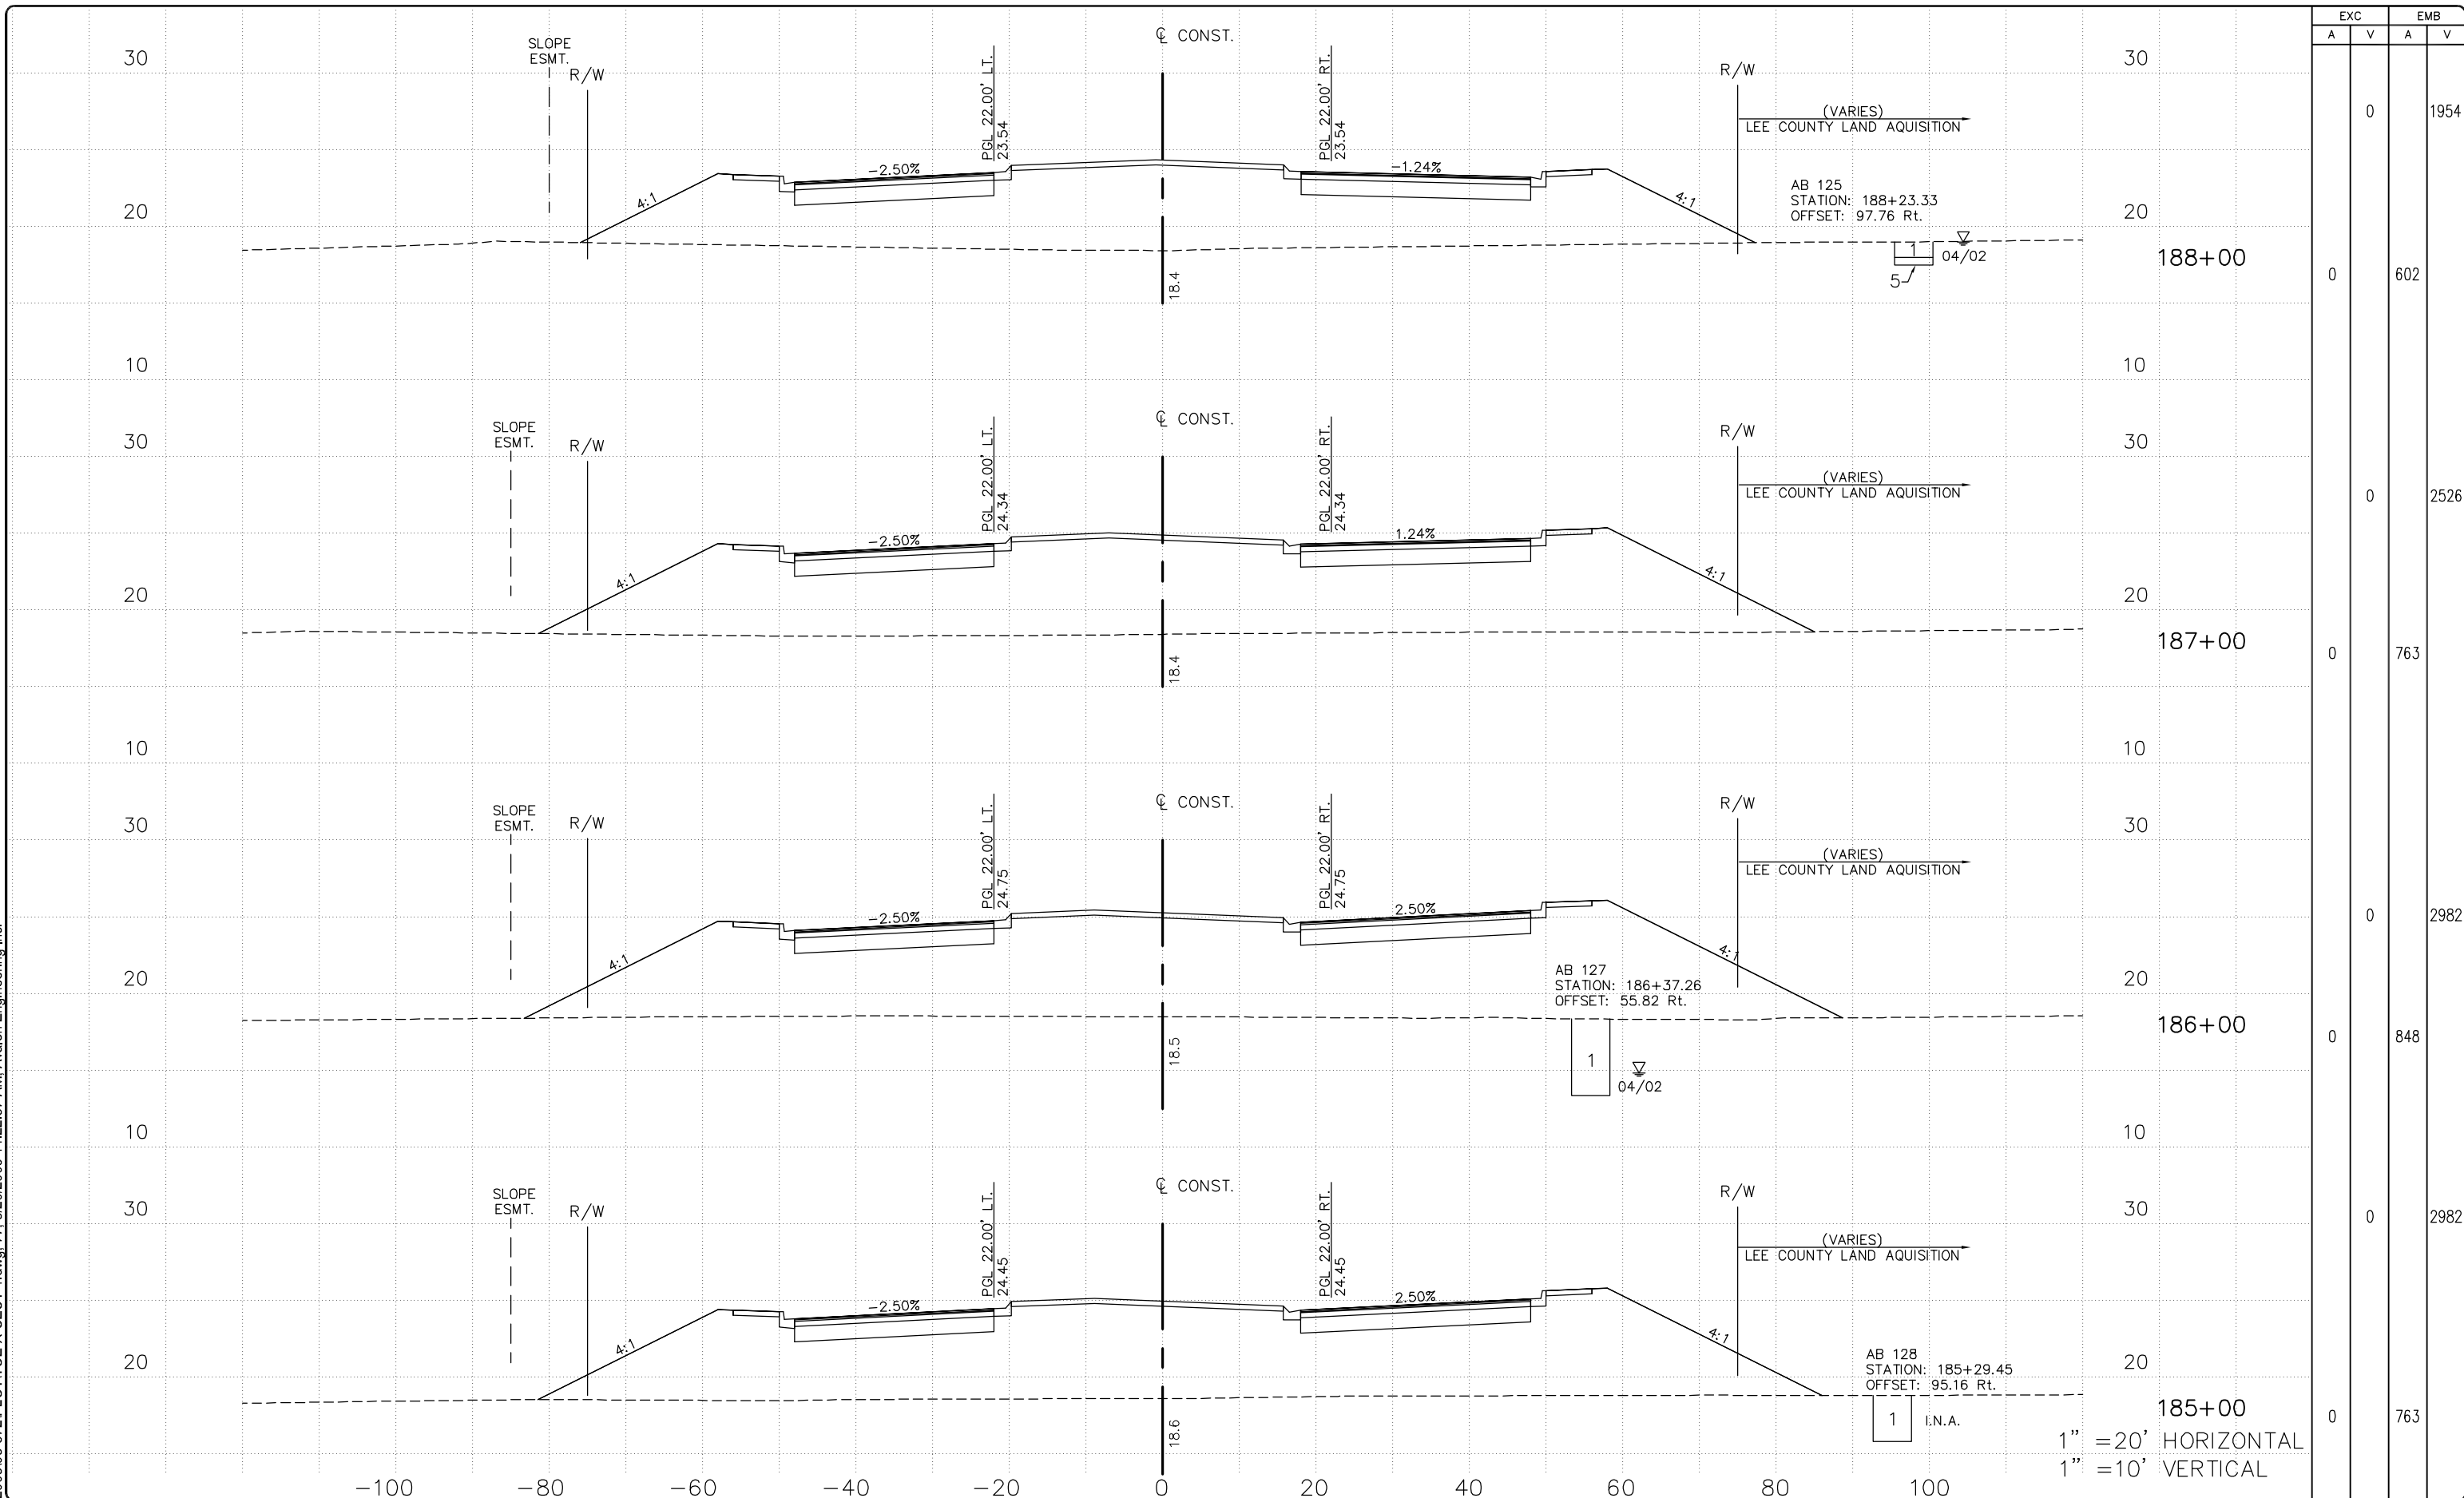 EXC EMB
A V A V
SLOPE
ESMT.
R/W
℄ CONST.
PGL 22.00' LT.
23.54
PGL 22.00' RT.
23.54
R/W
(VARIES)
LEE COUNTY LAND AQUISITION
30 30
0 1954
-2.50%
-1.24%
4:1
4:1
AB 125
STATION: 188+23.33
OFFSET: 97.76 Rt.
20 20
1
04/02
5
188+00
18.4
0 602
10 10
SLOPE
ESMT.
R/W
℄ CONST.
PGL 22.00' LT.
24.34
PGL 22.00' RT.
24.34
R/W
(VARIES)
LEE COUNTY LAND AQUISITION
30 30
0 2526
-2.50%
1.24%
4:1
4:1
20 20
187+00
18.4
0 763
10 10
SLOPE
ESMT.
R/W
℄ CONST.
PGL 22.00' LT.
24.75
PGL 22.00' RT.
24.75
R/W
(VARIES)
LEE COUNTY LAND AQUISITION
30 30
0 2982
-2.50%
2.50%
4:1
4:1
AB 127
STATION: 186+37.26
OFFSET: 55.82 Rt.
20 20
1
04/02
186+00
18.5
0 848
10 10
SLOPE
ESMT.
R/W
℄ CONST.
PGL 22.00' LT.
24.45
PGL 22.00' RT.
24.45
R/W
(VARIES)
LEE COUNTY LAND AQUISITION
30 30
0 2982
-2.50%
2.50%
4:1
4:1
AB 128
STATION: 185+29.45
OFFSET: 95.16 Rt.
20 20
1 I.N.A.
185+00
18.6
0 763
1" =20' HORIZONTAL
1" =10' VERTICAL
-100 -80 -60 -40 -20 0 20 40 60 80 100